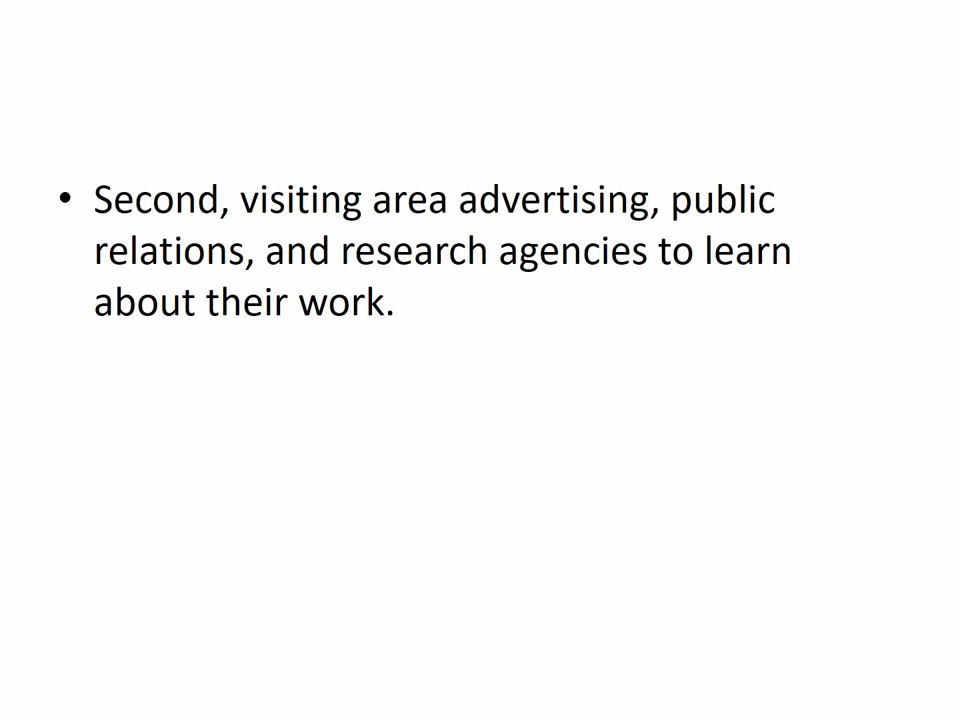 • Second, visiting area advertising, public
relations, and research agencies to learn
about their work.